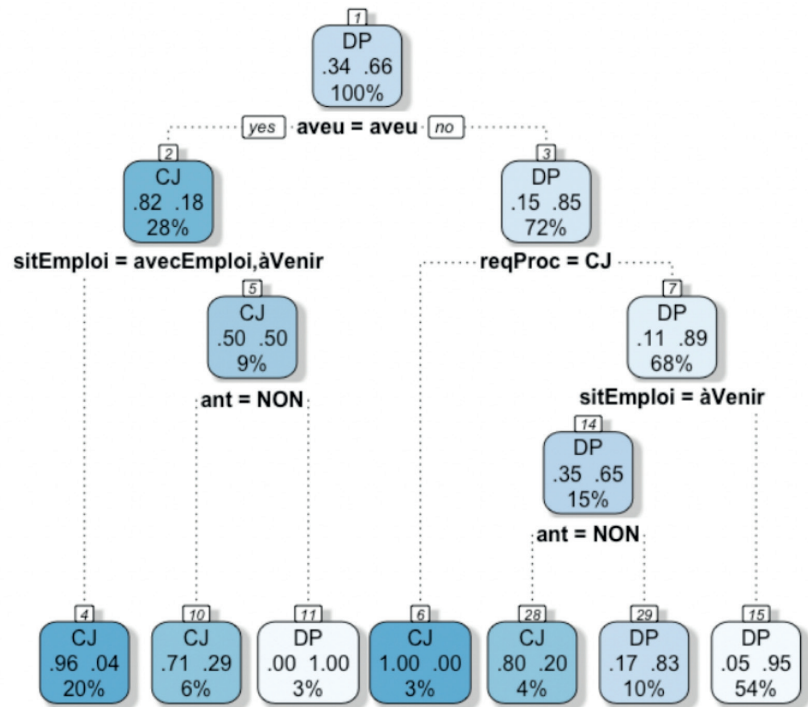 1
DP
.34 .66
100%
yes aveu = aveu no
2
CJ
.82 .18
28%
3
DP
.15 .85
72%
sitEmploi = avecEmploi,àVenir
reqProc = CJ
5
CJ
.50 .50
9%
7
DP
.11 .89
68%
ant = NON
sitEmploi = àVenir
14
DP
.35 .65
15%
ant = NON
4
CJ
.96 .04
20%
10
CJ
.71 .29
6%
11
DP
.00 1.00
3%
6
CJ
1.00 .00
3%
28
CJ
.80 .20
4%
29
DP
.17 .83
10%
15
DP
.05 .95
54%